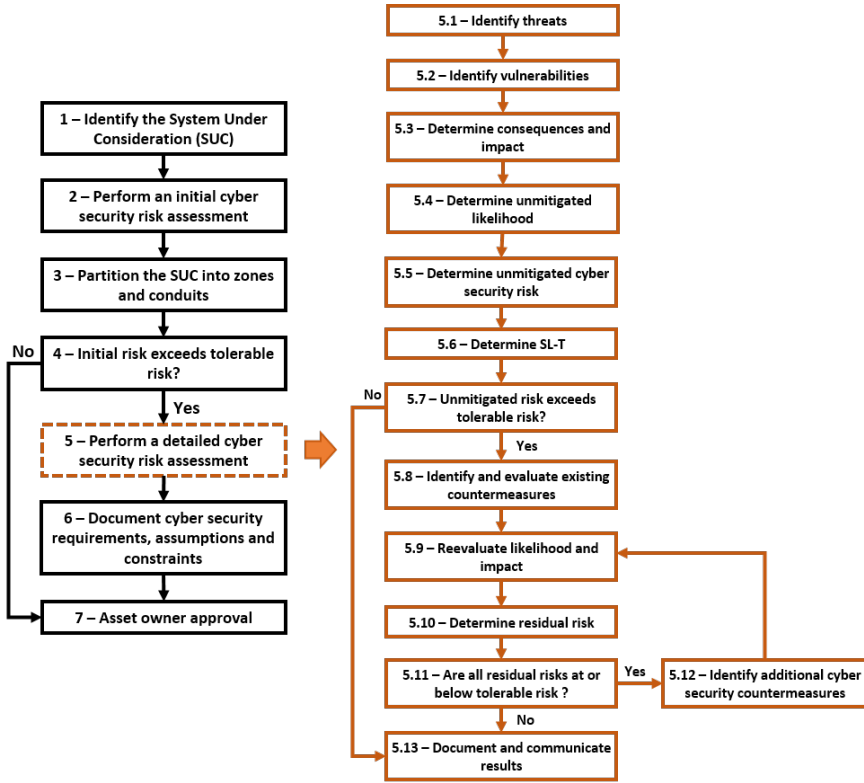 1 – Identify the System Under
Consideration (SUC)
2 – Perform an initial cyber
security risk assessment
3 – Partition the SUC into zones
and conduits
No
4 – Initial risk exceeds tolerable
risk?
Yes
5 – Perform a detailed cyber
security risk assessment
6 – Document cyber security
requirements, assumptions and
constraints
7 – Asset owner approval
5.1 – Identify threats
5.2 – Identify vulnerabilities
5.3 – Determine consequences and
impact
5.4 – Determine unmitigated
likelihood
5.5 – Determine unmitigated cyber
security risk
5.6 – Determine SL-T
No
5.7 – Unmitigated risk exceeds
tolerable risk?
Yes
5.8 – Identify and evaluate existing
countermeasures
5.9 – Reevaluate likelihood and
impact
5.10 – Determine residual risk
5.11 – Are all residual risks at or
below tolerable risk ?
Yes
5.12 – Identify additional cyber
security countermeasures
No
5.13 – Document and communicate
results